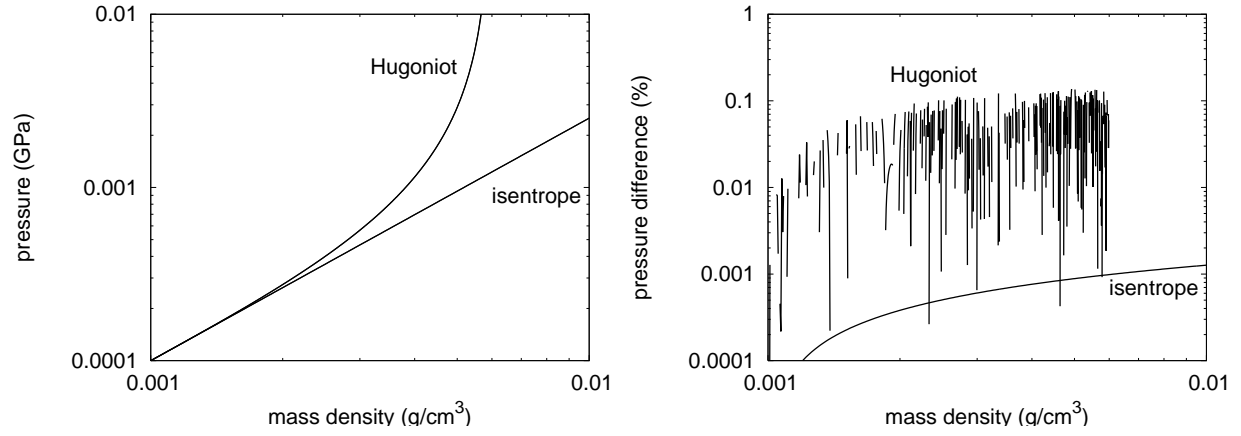 0.01
0.001
0.0001
0.001
0.01
pressure (GPa)
mass density (g/cm³)
Hugoniot
isentrope
1
0.1
0.01
0.001
0.0001
0.001
0.01
pressure difference (%)
mass density (g/cm³)
Hugoniot
isentrope